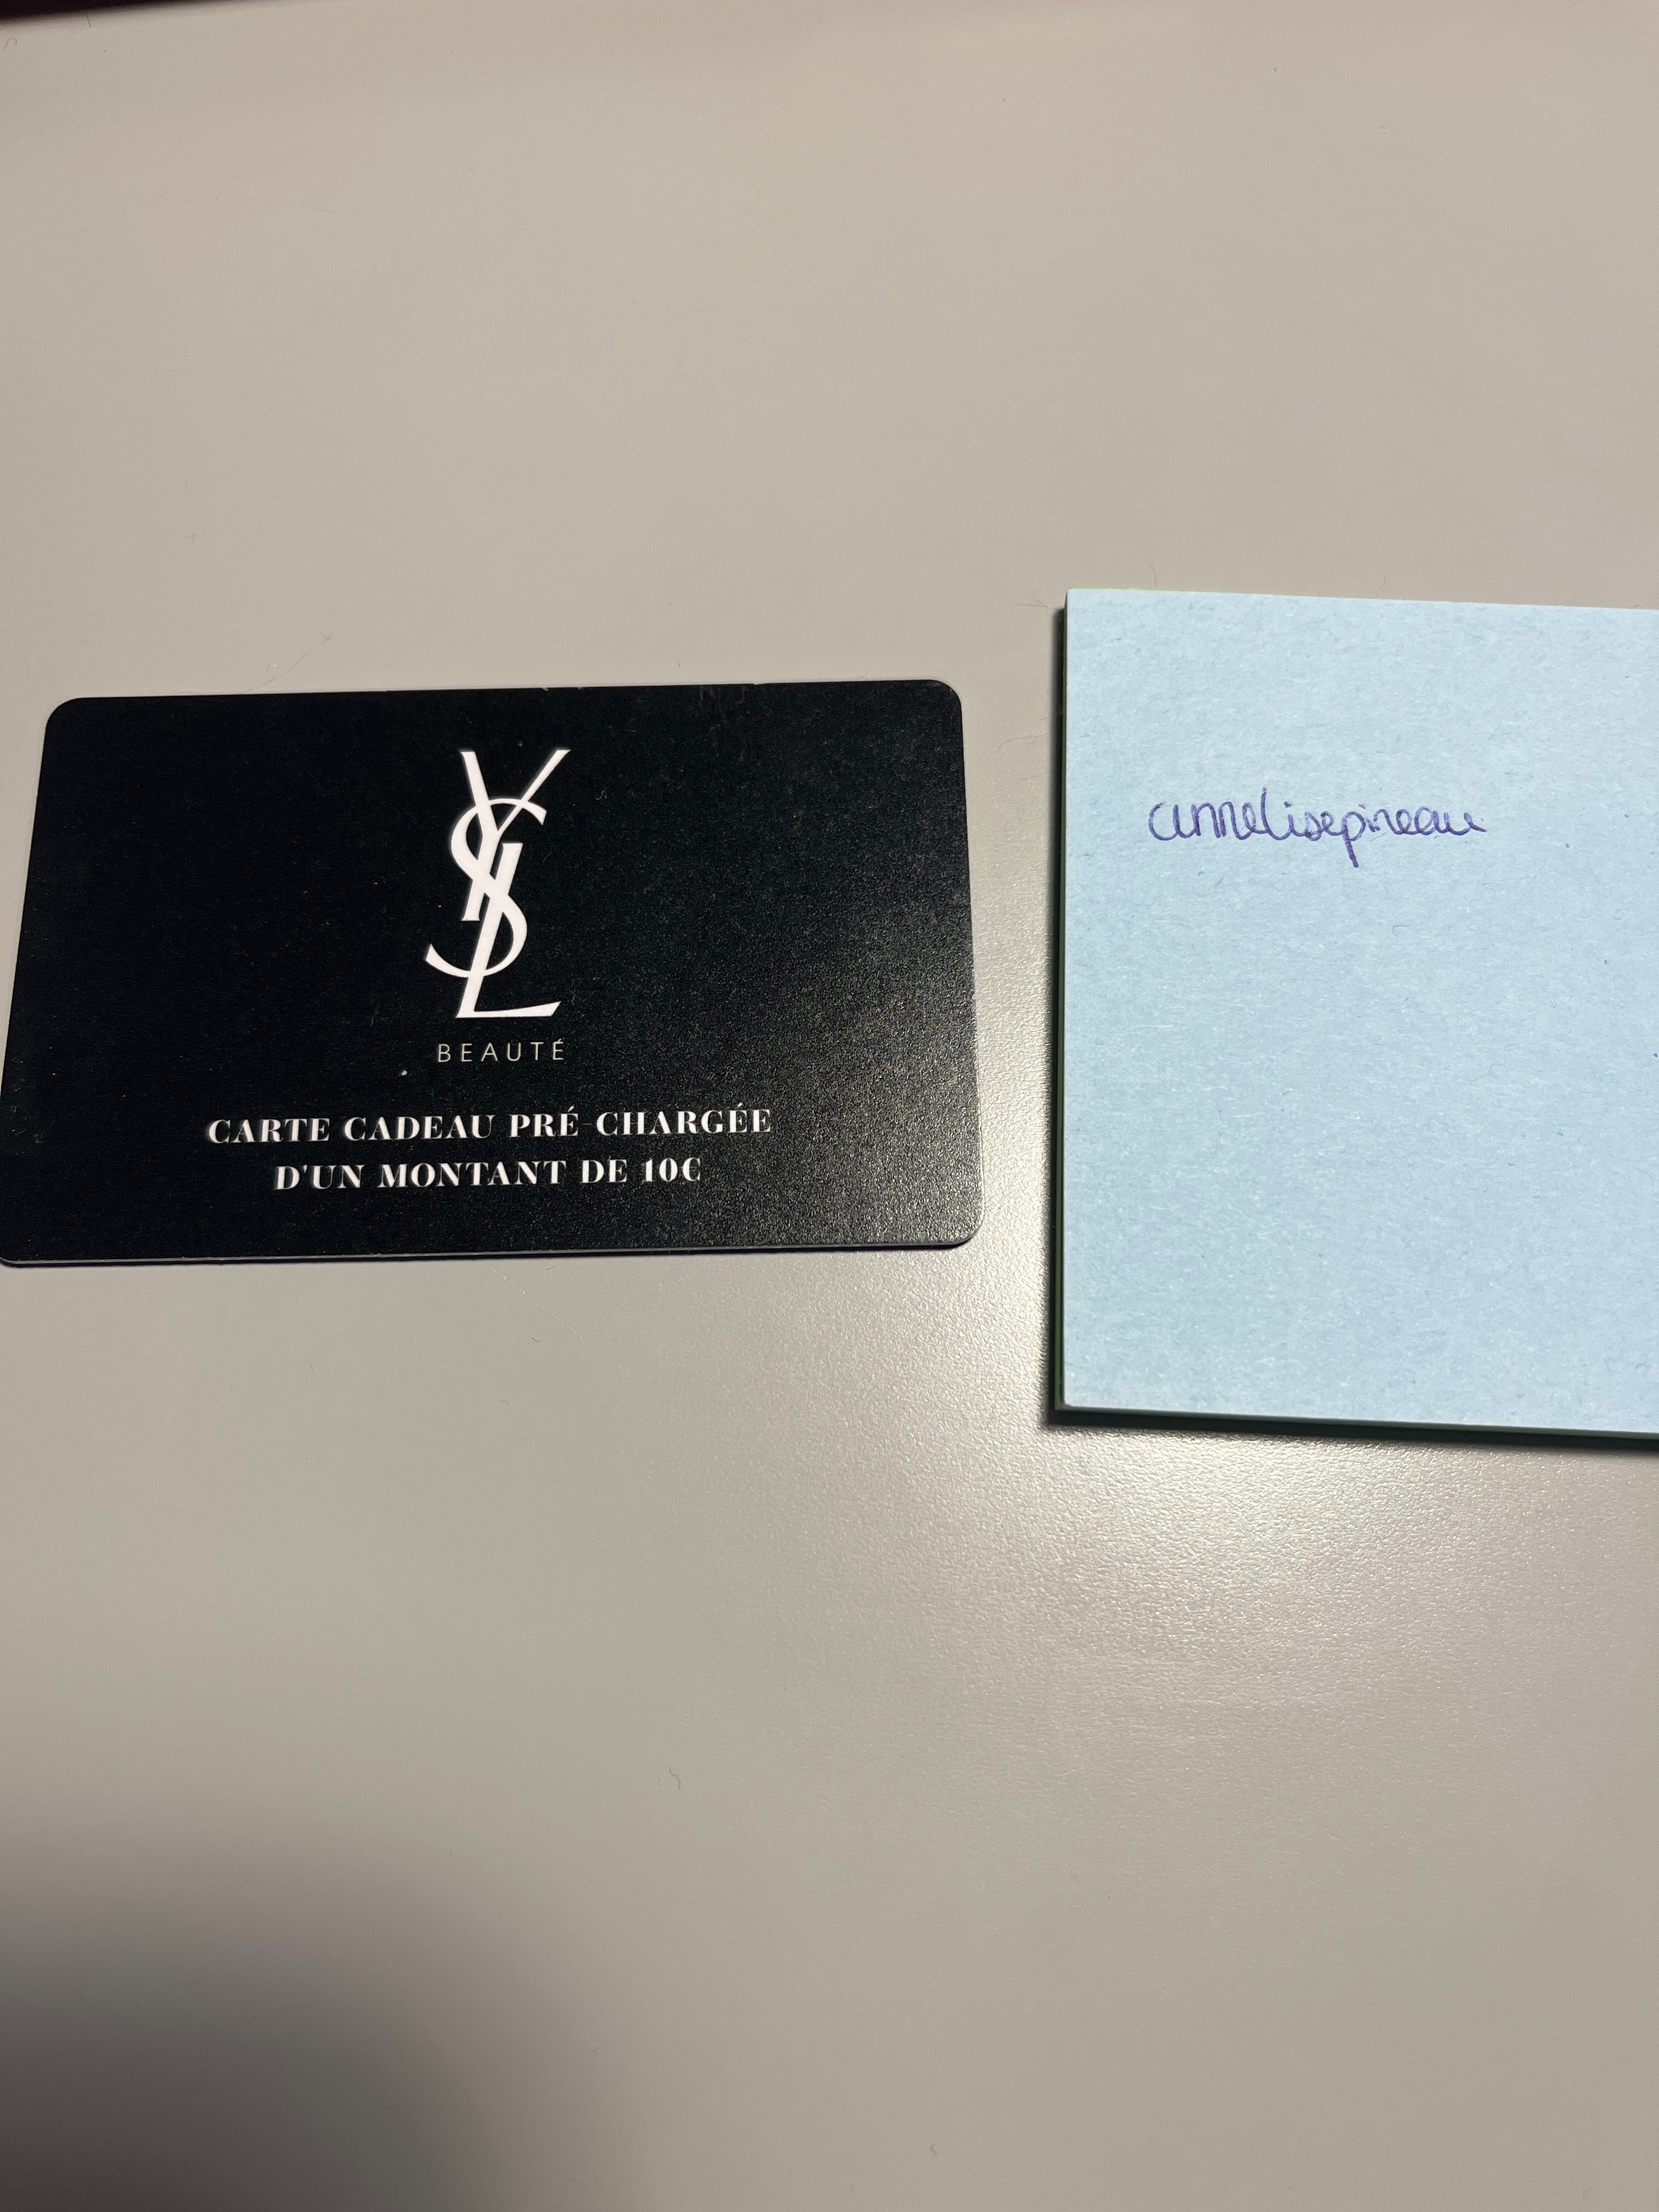 YSL
BEAUTÉ
CARTE CADEAU PRÉ-CHARGÉE
D'UN MONTANT DE 10€
annelisepineau